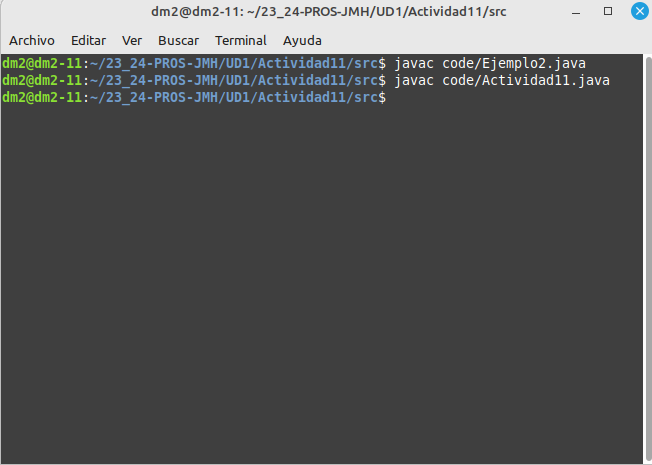 dm2@dm2-11: ~/23_24-PROS-JMH/UD1/Actividad11/src
Archivo Editar Ver Buscar Terminal Ayuda
dm2@dm2-11:~/23_24-PROS-JMH/UD1/Actividad11/src$ javac code/Ejemplo2.java
dm2@dm2-11:~/23_24-PROS-JMH/UD1/Actividad11/src$ javac code/Actividad11.java
dm2@dm2-11:~/23_24-PROS-JMH/UD1/Actividad11/src$